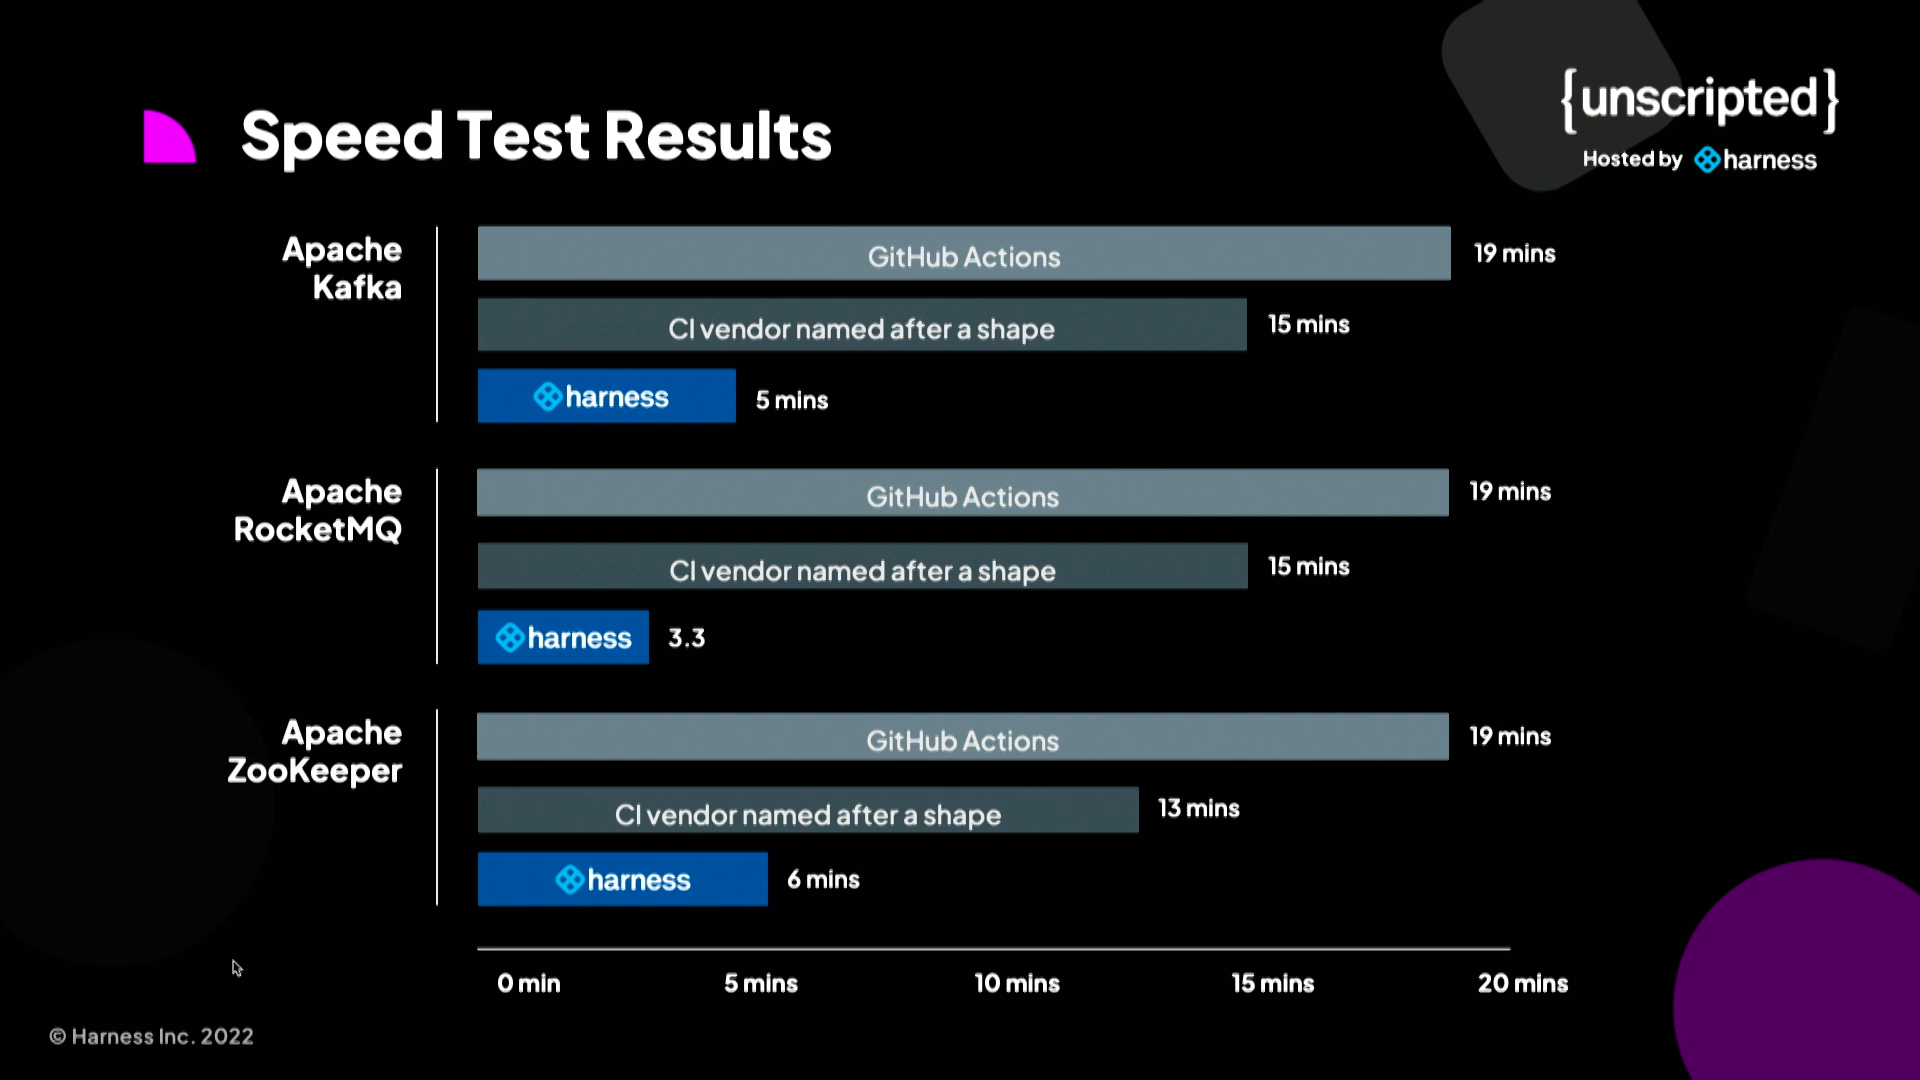 Speed Test Results
{unscripted}
Hosted by harness
Apache
Kafka
GitHub Actions
19 mins
CI vendor named after a shape
15 mins
harness
5 mins
Apache
RocketMQ
GitHub Actions
19 mins
CI vendor named after a shape
15 mins
harness
3.3
Apache
ZooKeeper
GitHub Actions
19 mins
CI vendor named after a shape
13 mins
harness
6 mins
0 min 5 mins 10 mins 15 mins 20 mins
© Harness Inc. 2022